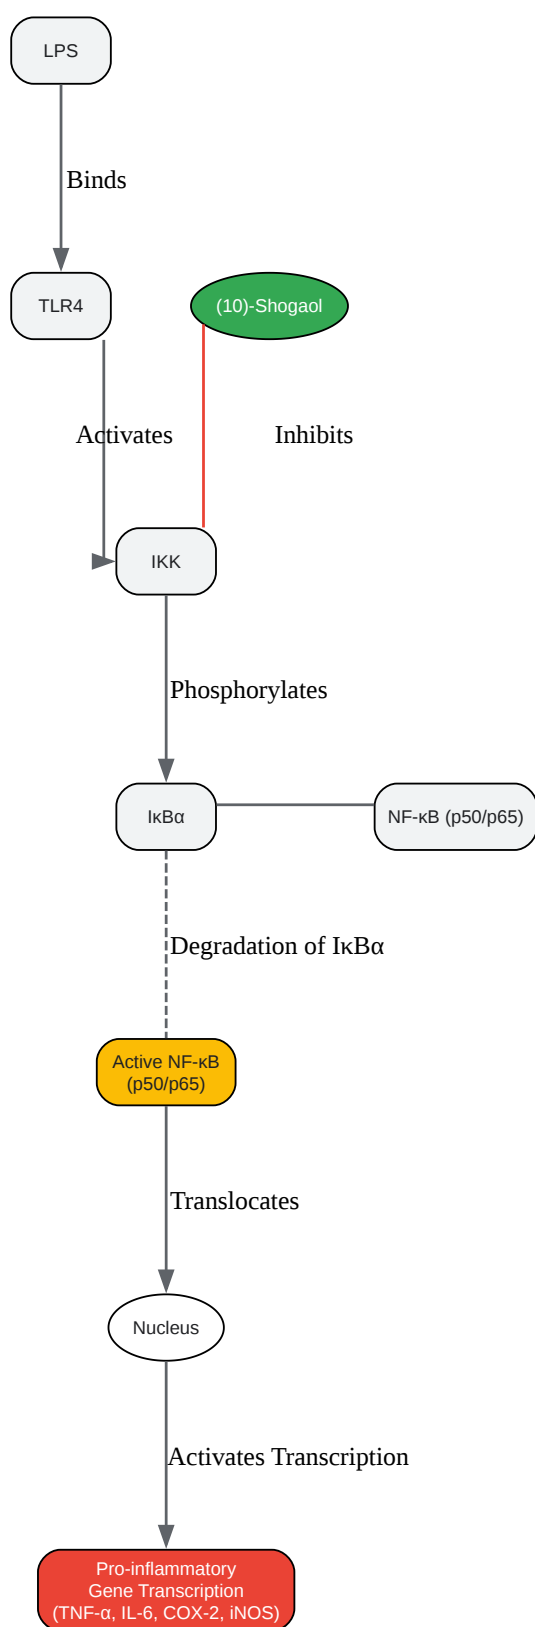 LPS
Binds
TLR4
(10)-Shogaol
Activates
Inhibits
IKK
Phosphorylates
IκBα
NF-κB (p50/p65)
Degradation of IκBα
Active NF-κB
(p50/p65)
Translocates
Nucleus
Activates Transcription
Pro-inflammatory
Gene Transcription
(TNF-α, IL-6, COX-2, iNOS)